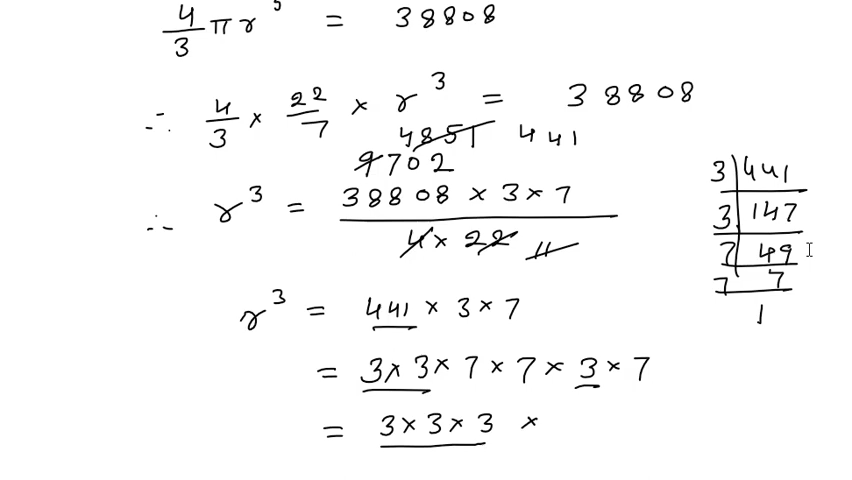 4/3 πr³ = 38808
∴ 4/3 × 22/7 × r³ = 38808
4851 441
9702
∴ r³ = 38808 × 3 × 7 / 4 × 22 11
r³ = 441 × 3 × 7
= 3 × 3 × 7 × 7 × 3 × 7
= 3 × 3 × 3 ×
3 | 441
3 | 147
7 | 49
7 7
1